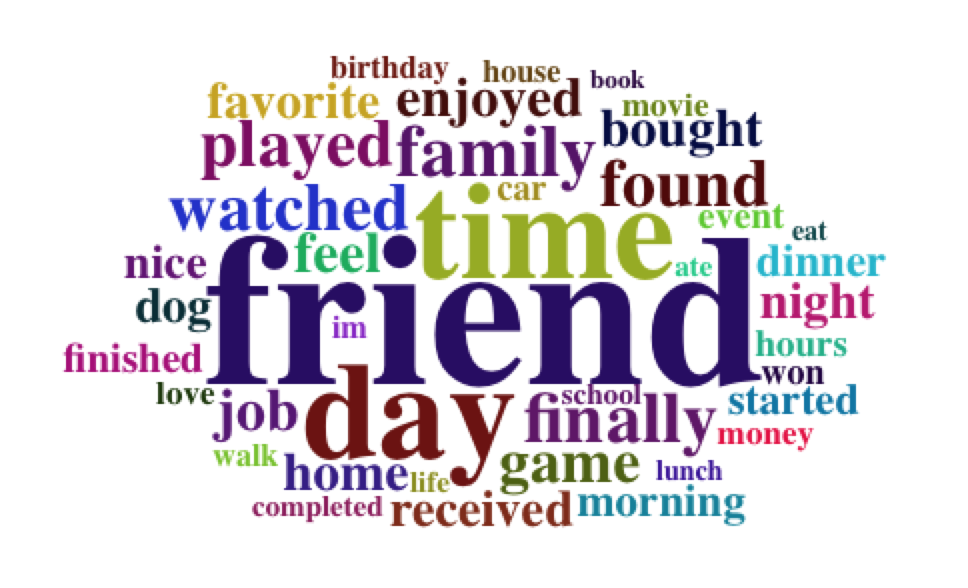 birthday
house
book
favorite
enjoyed
movie
played
family
bought
car
found
watched
time
event
eat
nice
feel
friend
ate
dinner
dog
im
night
finished
hours
won
love
job
day
school
finally
started
money
walk
home
life
game
lunch
completed
received
morning